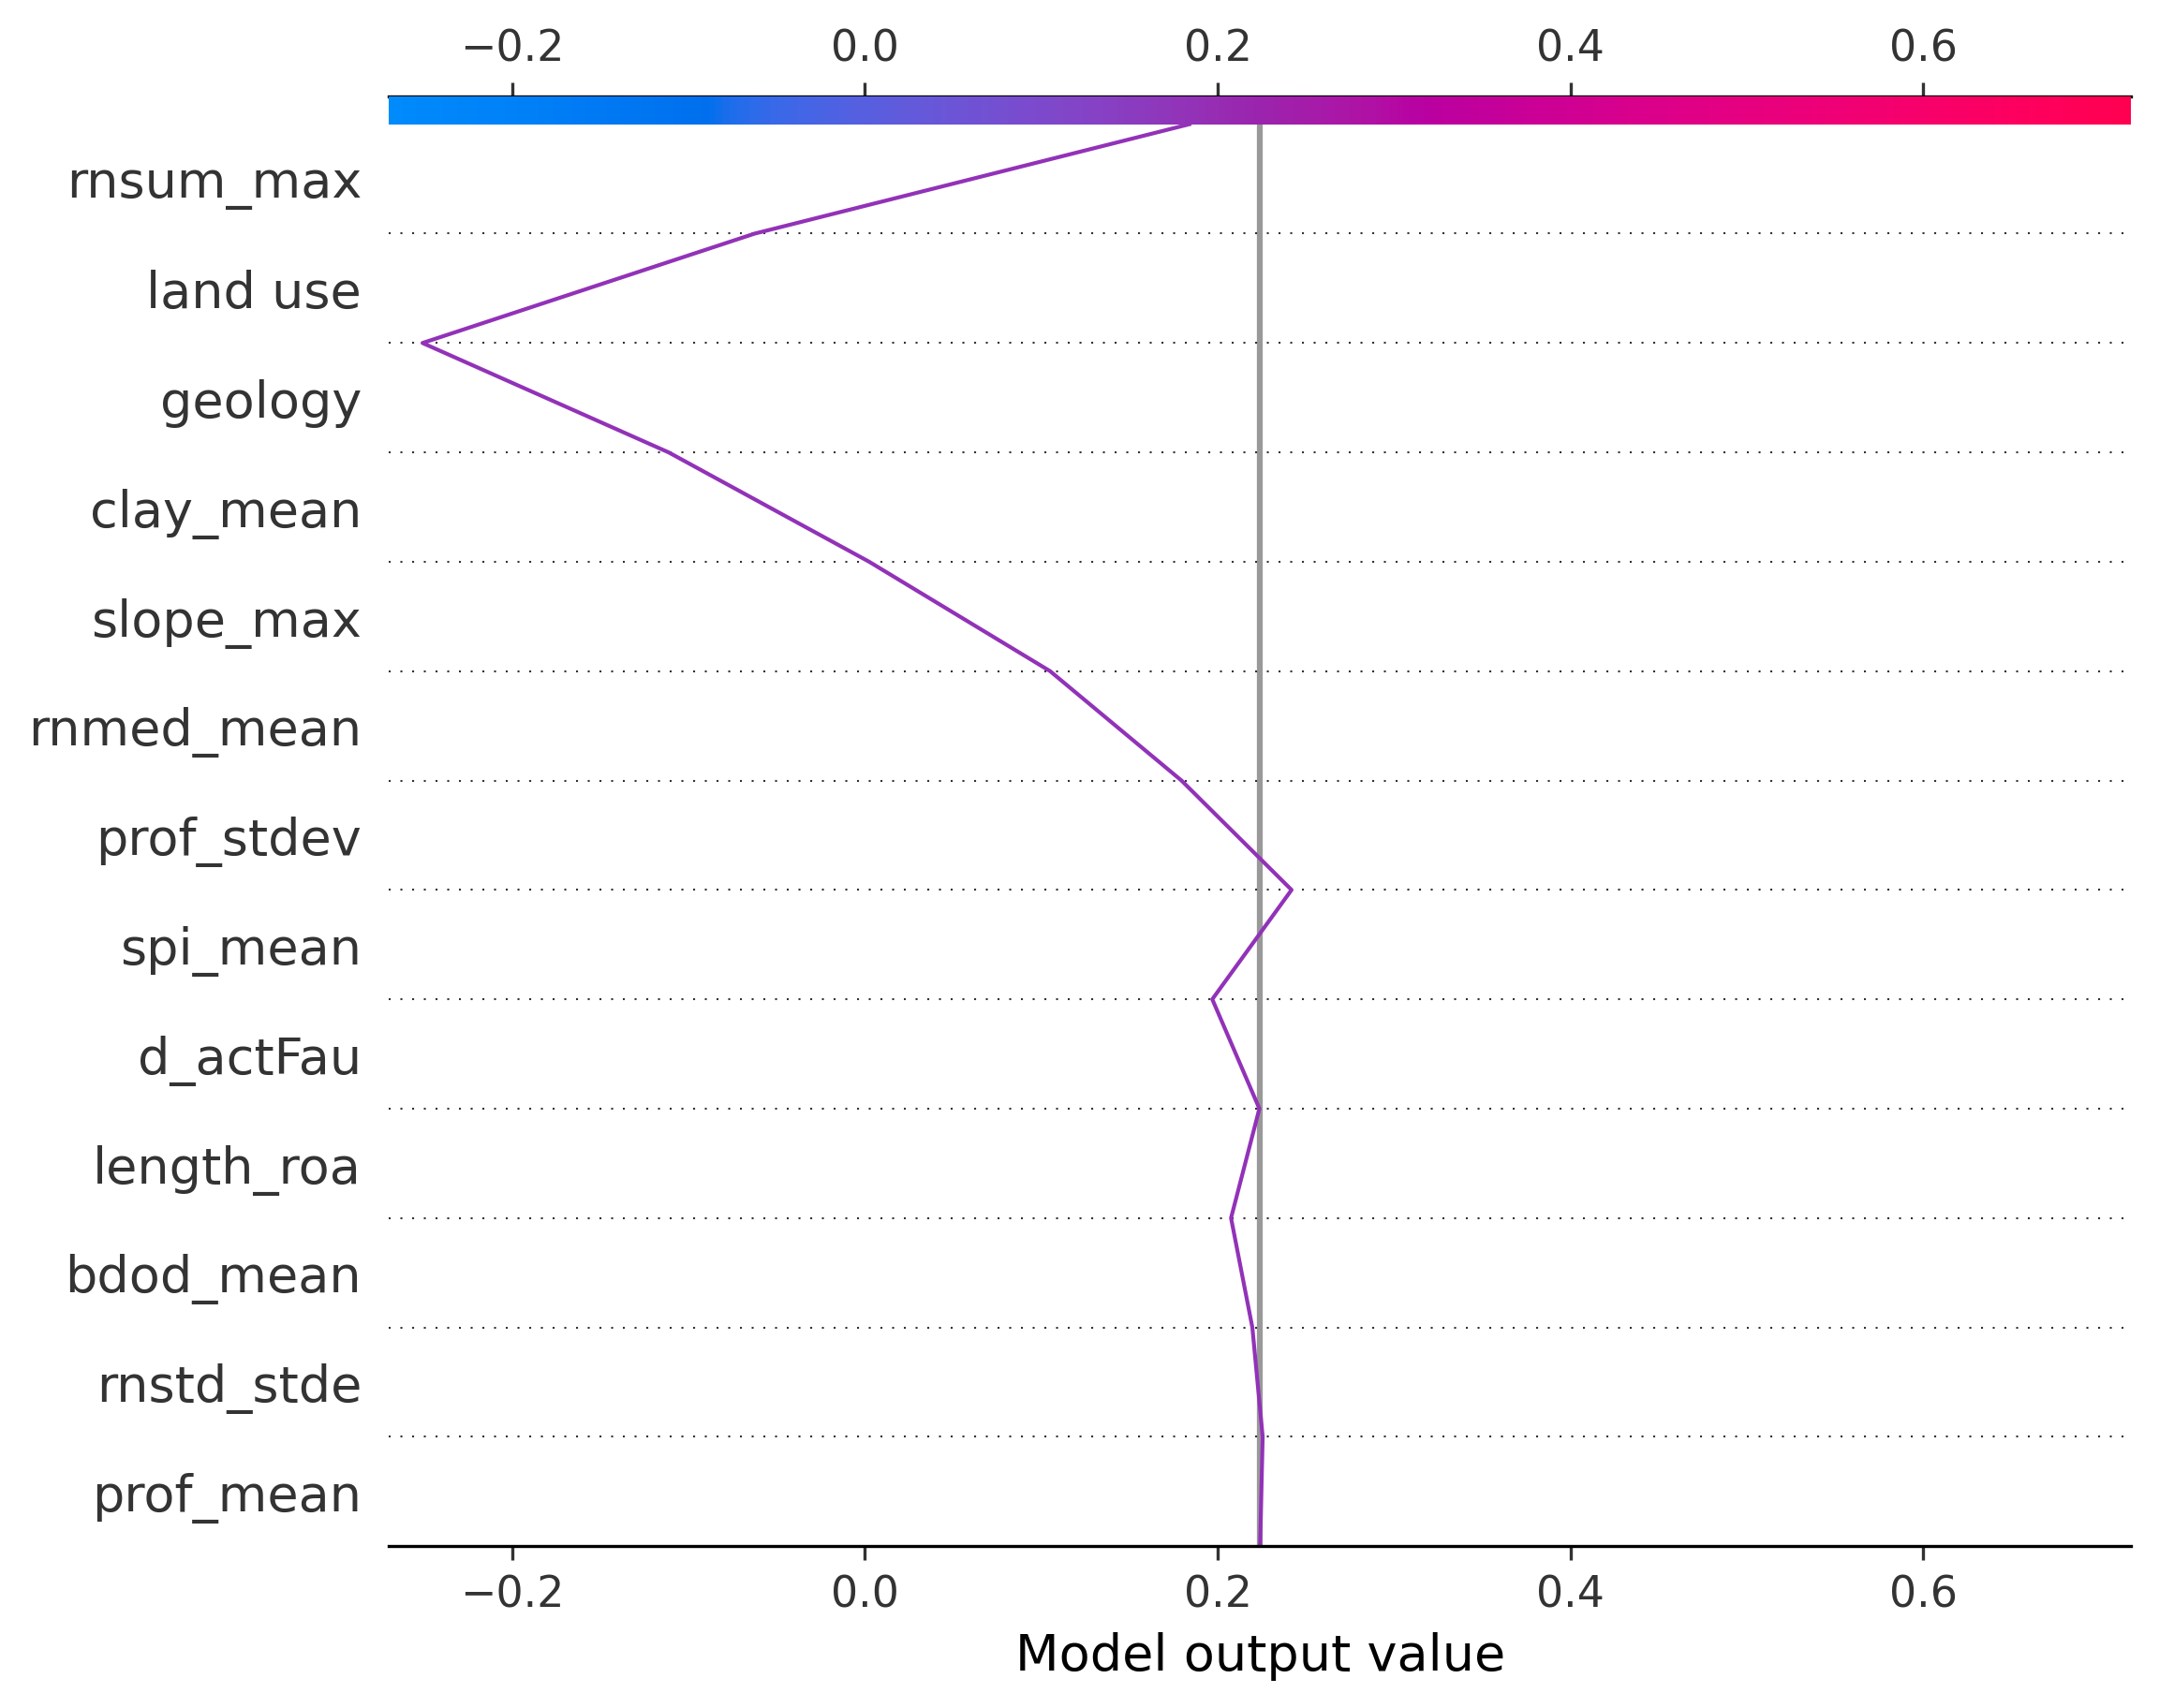 −0.2 0.0 0.2 0.4 0.6
rnsum_max
land use
geology
clay_mean
slope_max
rnmed_mean
prof_stdev
spi_mean
d_actFau
length_roa
bdod_mean
rnstd_stde
prof_mean
−0.2 0.0 0.2 0.4 0.6
Model output value